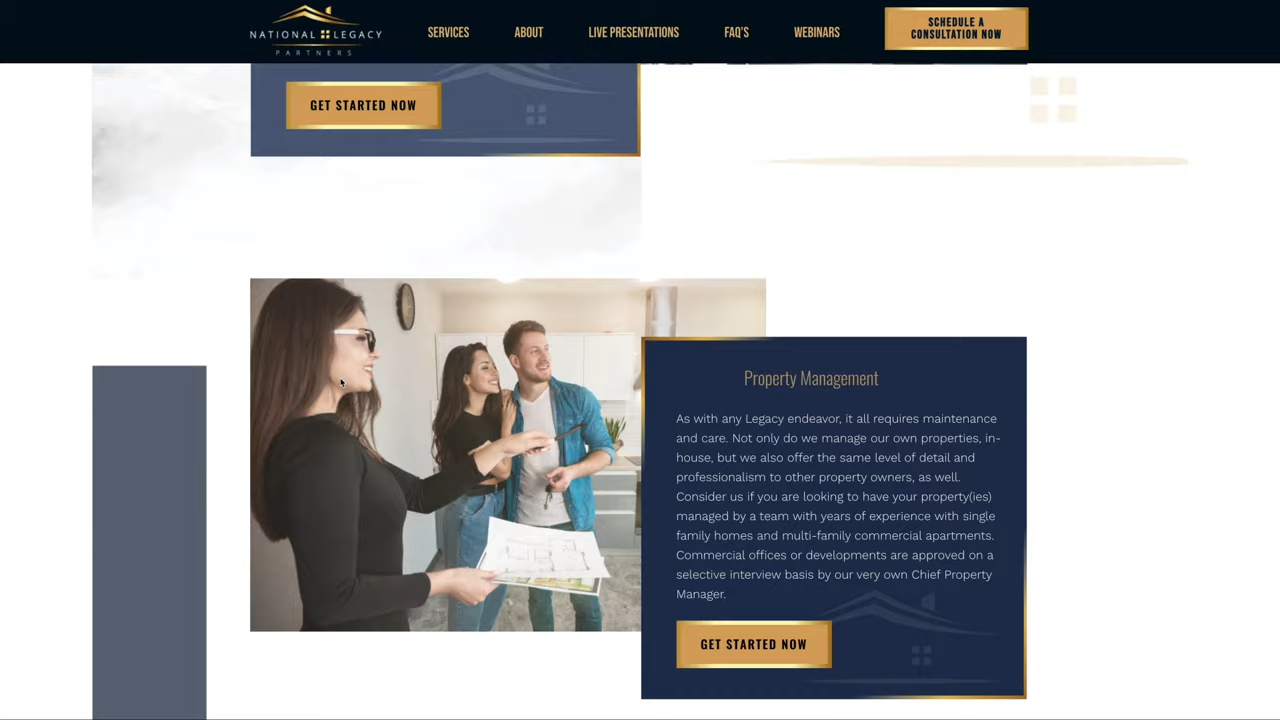 NATIONAL LEGACY
PARTNERS
SERVICES
ABOUT
LIVE PRESENTATIONS
FAQ'S
WEBINARS
SCHEDULE A
CONSULTATION NOW
GET STARTED NOW
Property Management
As with any Legacy endeavor, it all requires maintenance
and care. Not only do we manage our own properties, in-
house, but we also offer the same level of detail and
professionalism to other property owners, as well.
Consider us if you are looking to have your property(ies)
managed by a team with years of experience with single
family homes and multi-family commercial apartments.
Commercial offices or developments are approved on a
selective interview basis by our very own Chief Property
Manager.
GET STARTED NOW